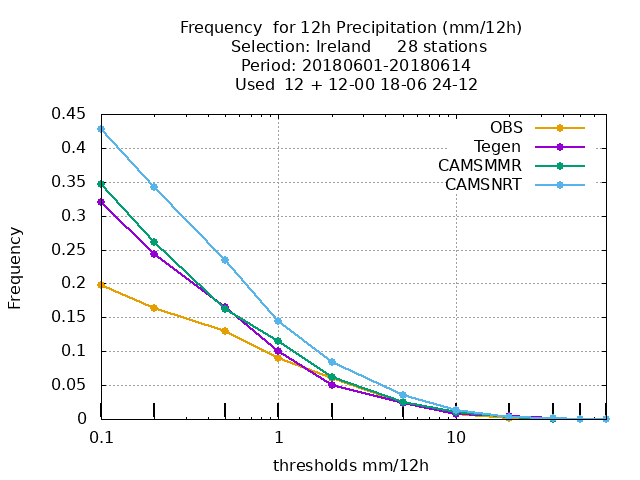 Frequency  for 12h Precipitation (mm/12h)
Selection: Ireland     28 stations
Period: 20180601-20180614
Used  12 + 12-00 18-06 24-12
OBS
Tegen
CAMSMMR
CAMSNRT
0.45
0.4
0.35
0.3
0.25
0.2
0.15
0.1
0.05
0
Frequency
0.1 1 10
thresholds mm/12h